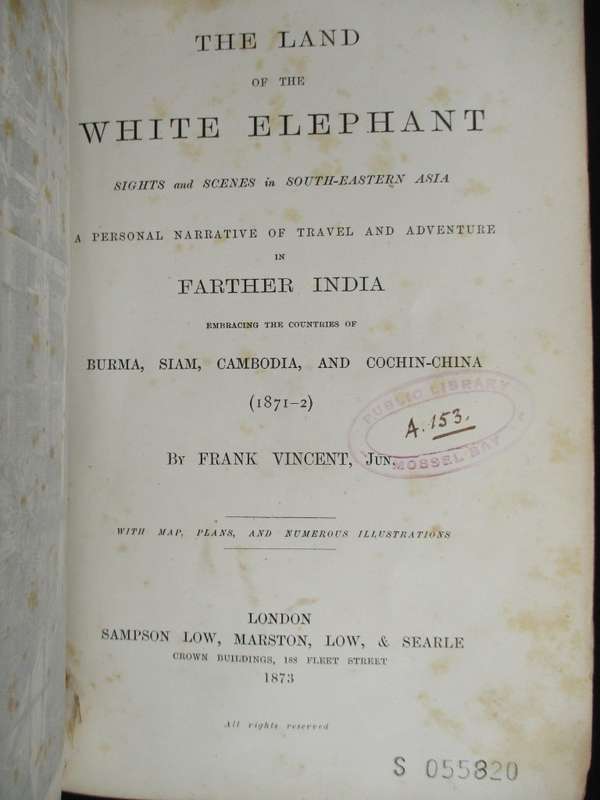 THE LAND
OF THE
WHITE ELEPHANT
SIGHTS and SCENES in SOUTH-EASTERN ASIA
A PERSONAL NARRATIVE OF TRAVEL AND ADVENTURE
IN
FARTHER INDIA
EMBRACING THE COUNTRIES OF
BURMA, SIAM, CAMBODIA, AND COCHIN-CHINA
(1871–2)
PUBLIC LIBRARY
A.153.
MOSSEL BAY
BY FRANK VINCENT, JUN.
WITH MAP, PLANS, AND NUMEROUS ILLUSTRATIONS
LONDON
SAMPSON LOW, MARSTON, LOW, & SEARLE
CROWN BUILDINGS, 188 FLEET STREET
1873
All rights reserved
S 055820